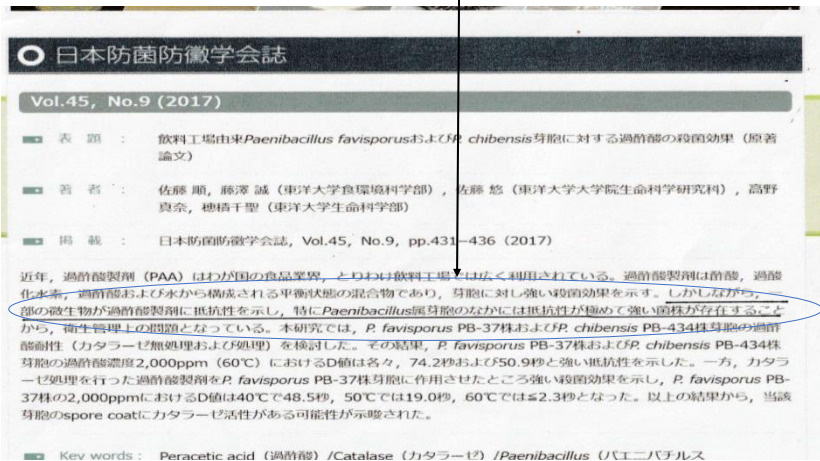 日本防菌防黴学会誌
Vol.45, No.9 (2017)
表 題 : 飲料工場由来Paenibacillus favisporusおよびP. chibensis芽胞に対する過酢酸の殺菌効果（原著
論文）
著 者 : 佐藤 順，藤澤 誠（東洋大学食環境科学部），佐藤 悠（東洋大学大学院生命科学研究科），高野
真奈，穂積千聖（東洋大学生命科学部）
掲 載 : 日本防菌防黴学会誌，Vol.45，No.9，pp.431−436（2017）
近年，過酢酸製剤（PAA）はわが国の食品業界，とりわけ飲料工場では広く利用されている。過酢酸製剤は酢酸，過酸
化水素，過酢酸および水から構成される平衡状態の混合物であり，芽胞に対し強い殺菌効果を示す。しかしながら，一
部の微生物が過酢酸製剤に抵抗性を示し，特にPaenibacillus属芽胞のなかには抵抗性が極めて強い菌株が存在すること
から，衛生管理上の問題となっている。本研究では，P. favisporus PB-37株およびP. chibensis PB-434株芽胞の過酢
酸耐性（カタラーゼ無処理および処理）を検討した。その結果，P. favisporus PB-37株およびP. chibensis PB-434株
芽胞の過酢酸濃度2,000ppm（60℃）におけるD値は各々，74.2秒および50.9秒と強い抵抗性を示した。一方，カタラ
ーゼ処理を行った過酢酸製剤をP. favisporus PB-37株芽胞に作用させたところ強い殺菌効果を示し，P. favisporus PB-
37株の2,000ppmにおけるD値は40℃で48.5秒，50℃では19.0秒，60℃では≦2.3秒となった。以上の結果から，当該
芽胞のspore coatにカタラーゼ活性がある可能性が示唆された。
Key words : Peracetic acid（過酢酸）/Catalase（カタラーゼ）/Paenibacillus（パエニバチルス